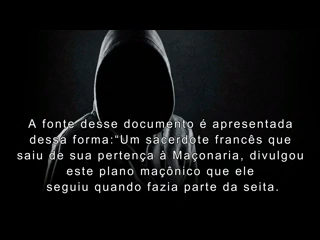 A fonte desse documento é apresentada
dessa forma:“Um sacerdote francês que
saiu de sua pertença à Maçonaria, divulgou
este plano maçônico que ele
seguiu quando fazia parte da seita.